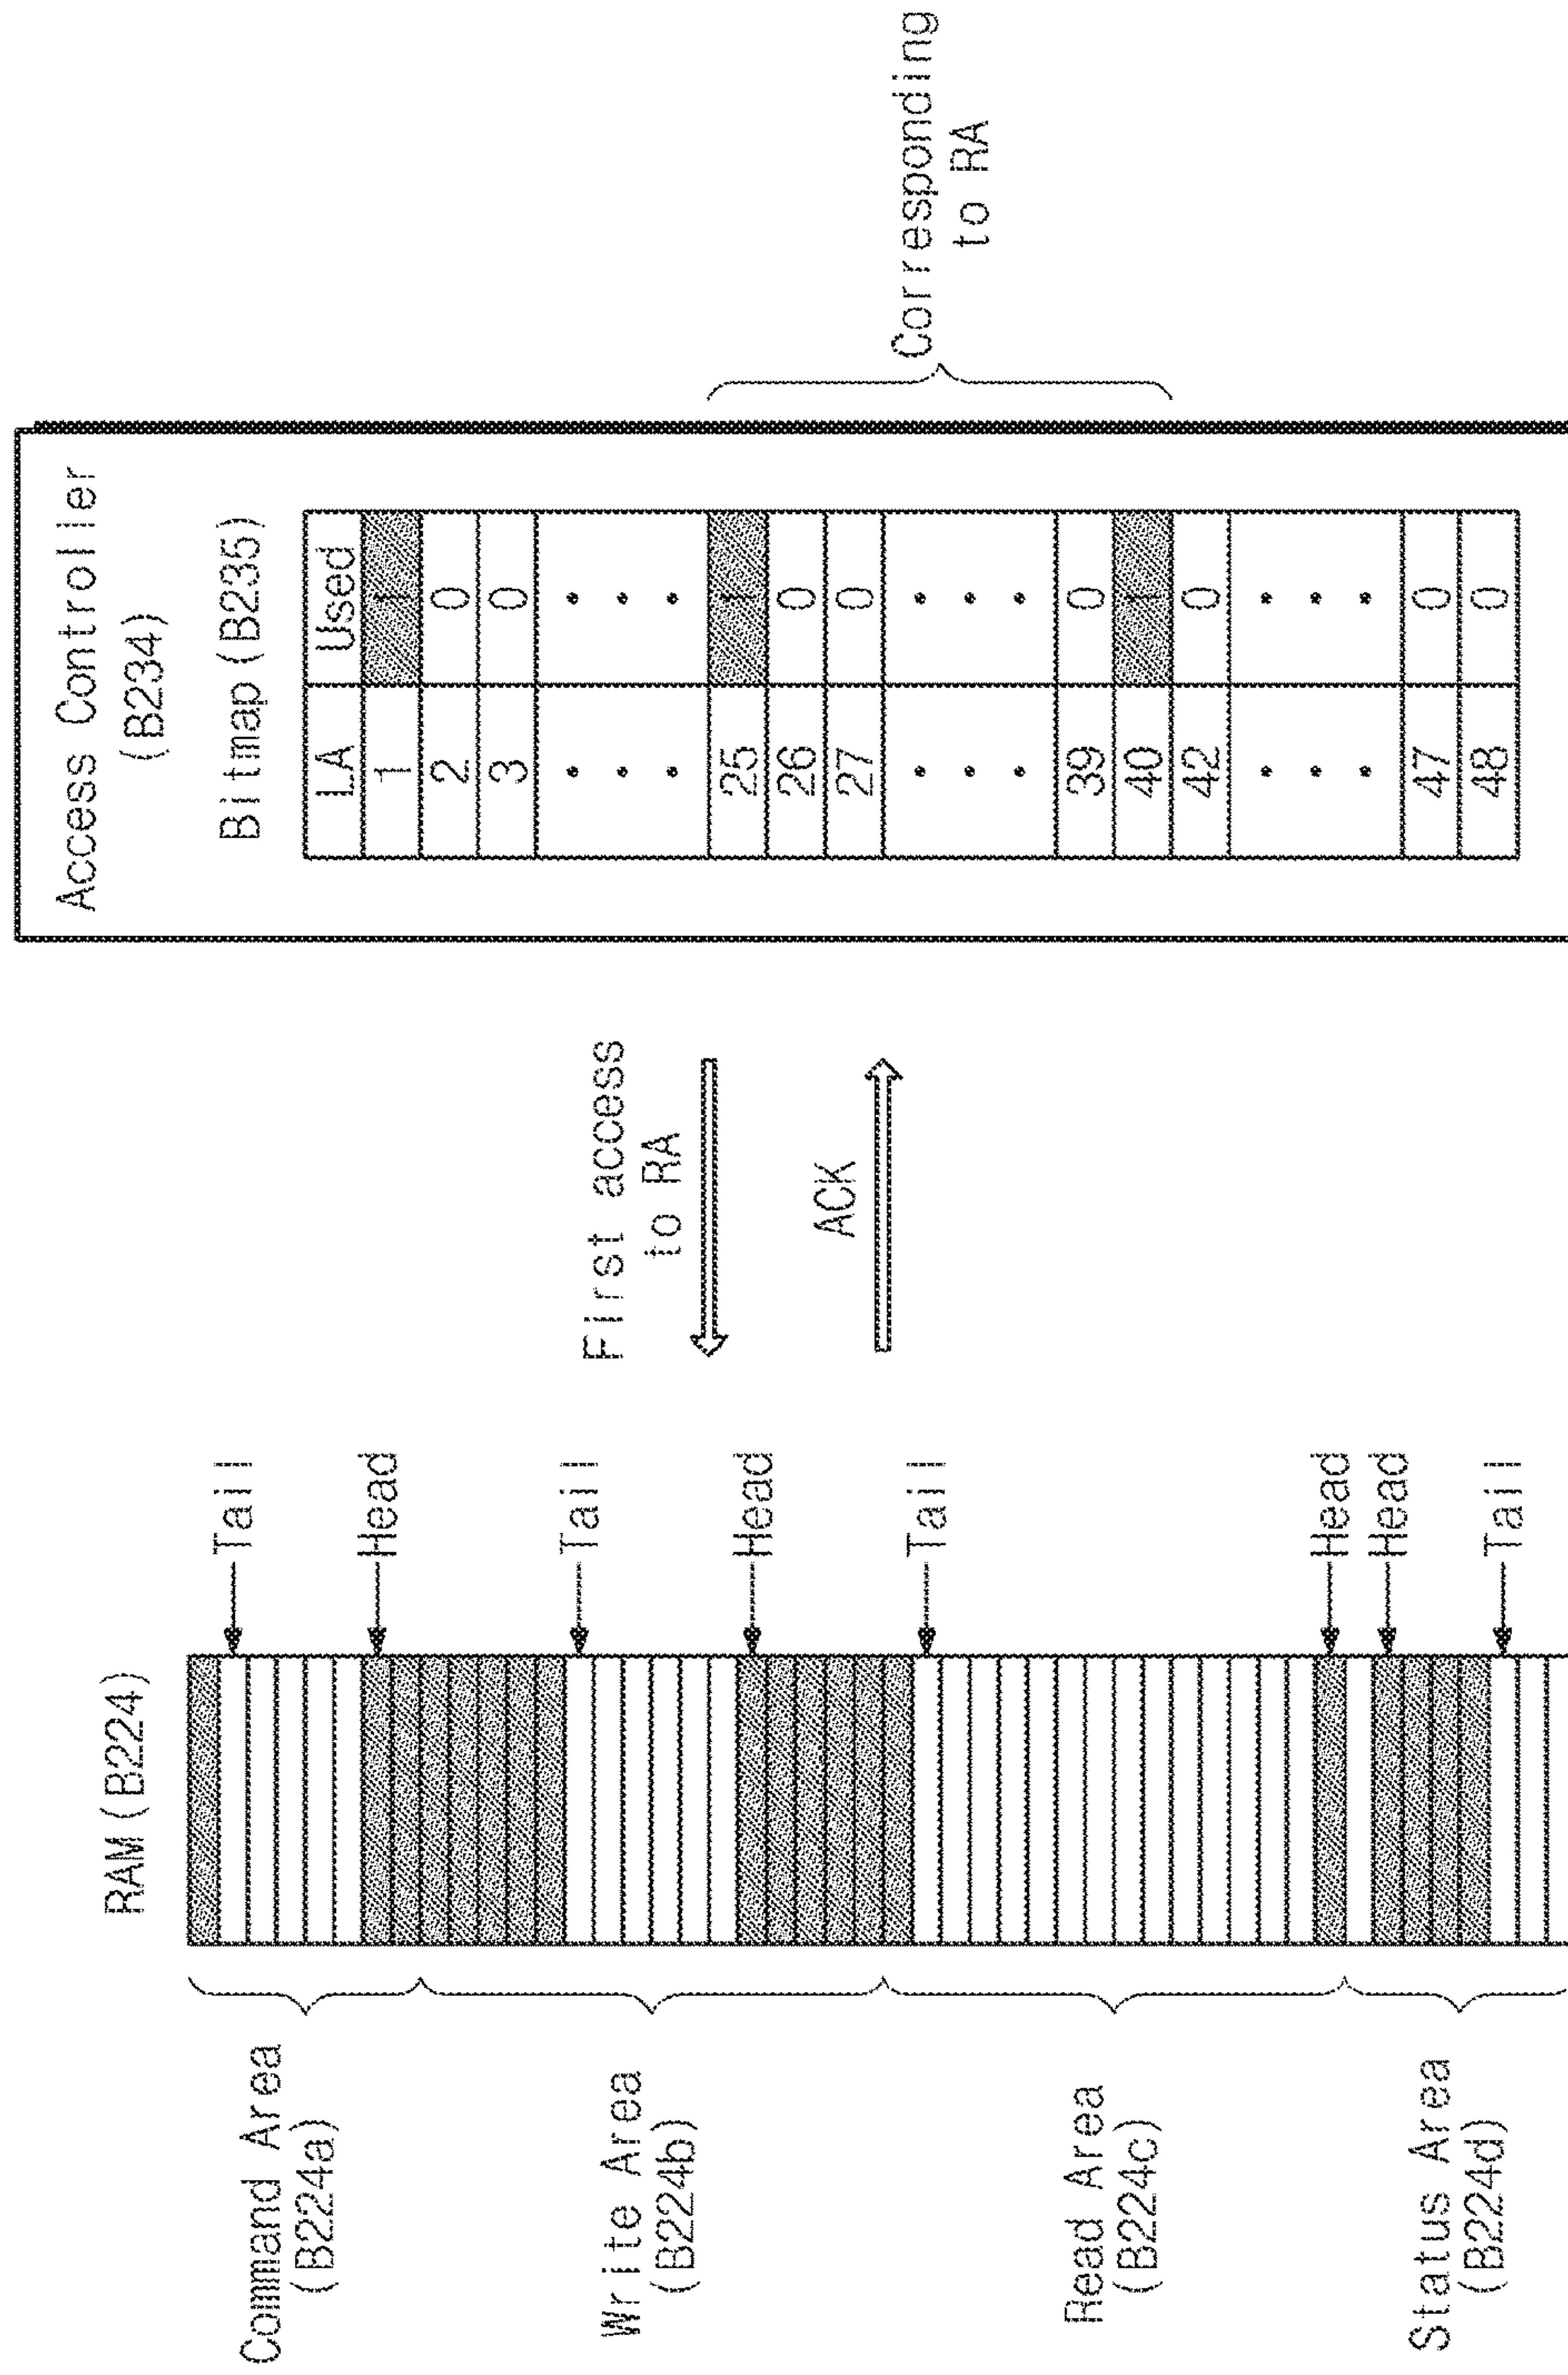 RAM(B224)
Command Area
(B224a)
Write Area
(B224b)
Read Area
(B224c)
Status Area
(B224d)
Tail
Head
Tail
Head
Tail
Head
Head
Tail
First access
to RA
ACK
Access Controller
(B234)
Bitmap(B235)
LA Used
1 1
2 0
3 0
. .
. .
. .
25 1
26 0
27 0
. .
. .
. .
39 0
40 1
42 0
. .
. .
. .
47 0
48 0
Corresponding
to RA